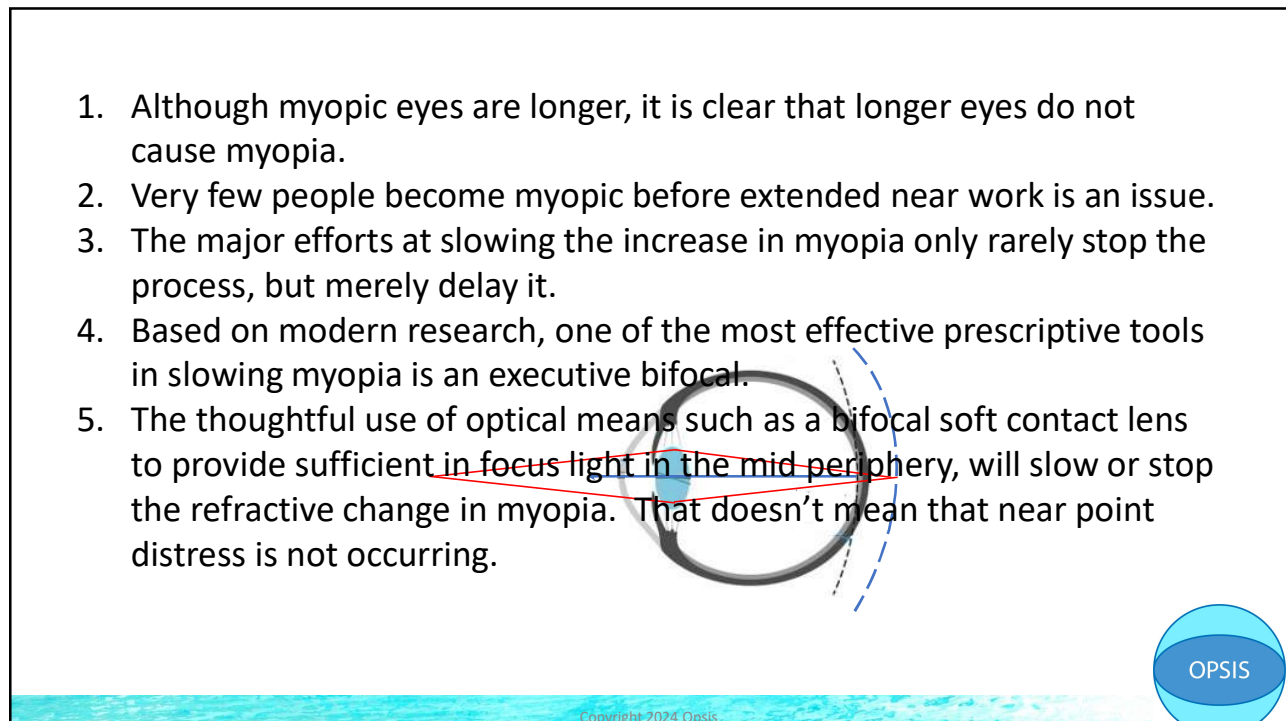 1. Although myopic eyes are longer, it is clear that longer eyes do not
cause myopia.
2. Very few people become myopic before extended near work is an issue.
3. The major efforts at slowing the increase in myopia only rarely stop the
process, but merely delay it.
4. Based on modern research, one of the most effective prescriptive tools
in slowing myopia is an executive bifocal.
5. The thoughtful use of optical means such as a bifocal soft contact lens
to provide sufficient in focus light in the mid periphery, will slow or stop
the refractive change in myopia.  That doesn’t mean that near point
distress is not occurring.
OPSIS
Copyright 2024 Opsis